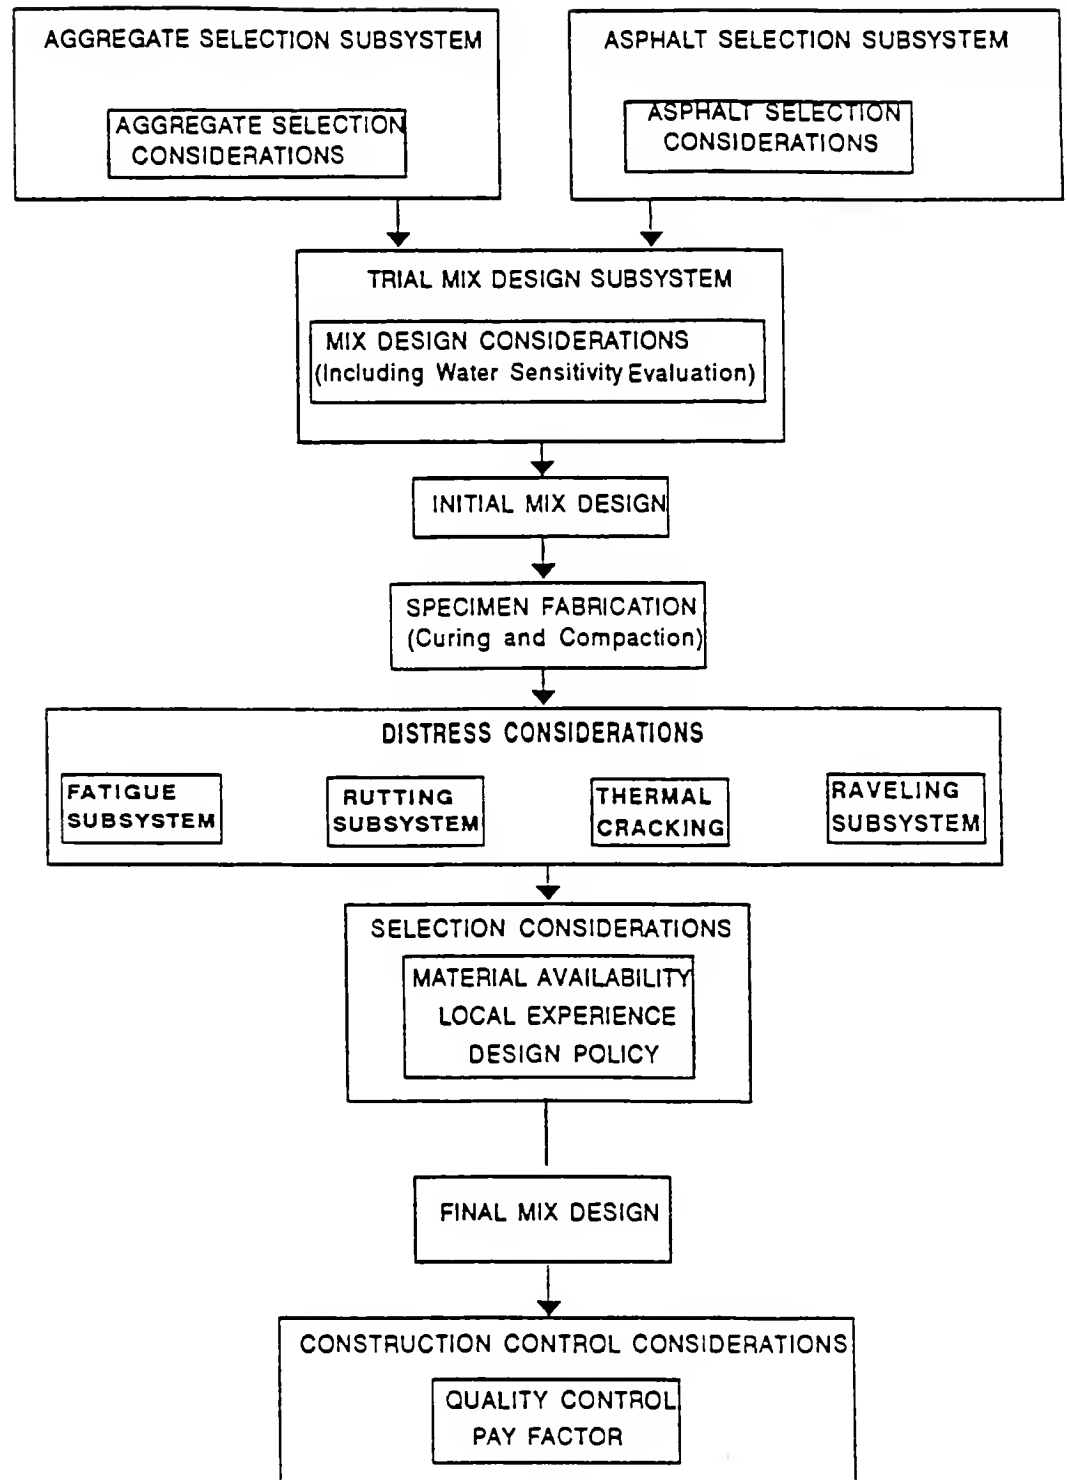 AGGREGATE SELECTION SUBSYSTEM
AGGREGATE SELECTION
CONSIDERATIONS
ASPHALT SELECTION SUBSYSTEM
ASPHALT SELECTION
CONSIDERATIONS
TRIAL MIX DESIGN SUBSYSTEM
MIX DESIGN CONSIDERATIONS
(Including Water Sensitivity Evaluation)
INITIAL MIX DESIGN
SPECIMEN FABRICATION
(Curing and Compaction)
DISTRESS CONSIDERATIONS
FATIGUE
SUBSYSTEM
RUTTING
SUBSYSTEM
THERMAL
CRACKING
RAVELING
SUBSYSTEM
SELECTION CONSIDERATIONS
MATERIAL AVAILABILITY
LOCAL EXPERIENCE
DESIGN POLICY
FINAL MIX DESIGN
CONSTRUCTION CONTROL CONSIDERATIONS
QUALITY CONTROL
PAY FACTOR